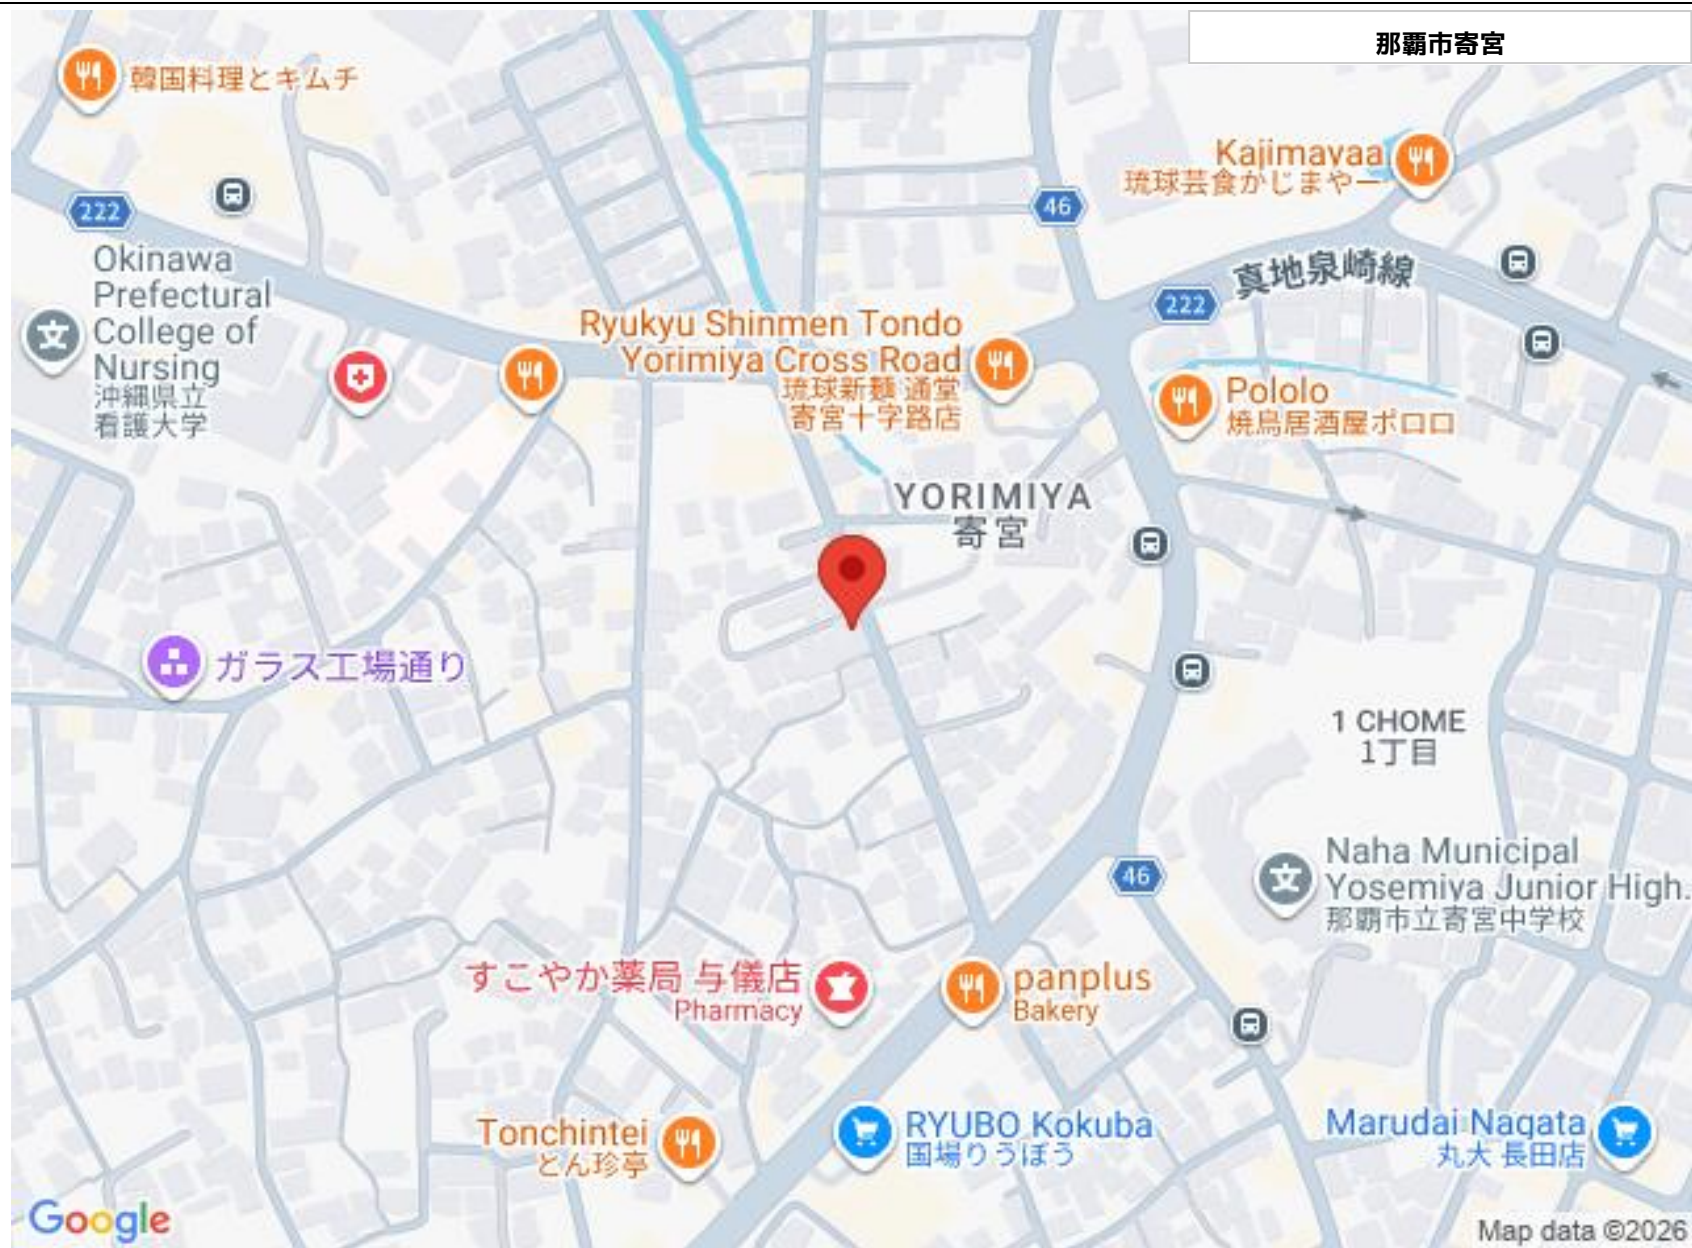 那覇市寄宮
韓国料理とキムチ
Kajimayaa
琉球芸食かじまやー
222
46
Okinawa
Prefectural
College of
Nursing
沖縄県立
看護大学
真地泉崎線
222
Ryukyu Shinmen Tondo
Yorimiya Cross Road
琉球新麺 通堂
寄宮十字路店
Pololo
焼鳥居酒屋ポロロ
YORIMIYA
寄宮
ガラス工場通り
1 CHOME
1丁目
46
Naha Municipal
Yosemiya Junior High.
那覇市立寄宮中学校
すこやか薬局 与儀店
Pharmacy
panplus
Bakery
Tonchintei
とん珍亭
RYUBO Kokuba
国場りうぼう
Marudai Nagata
丸大 長田店
Google
Map data ©2026